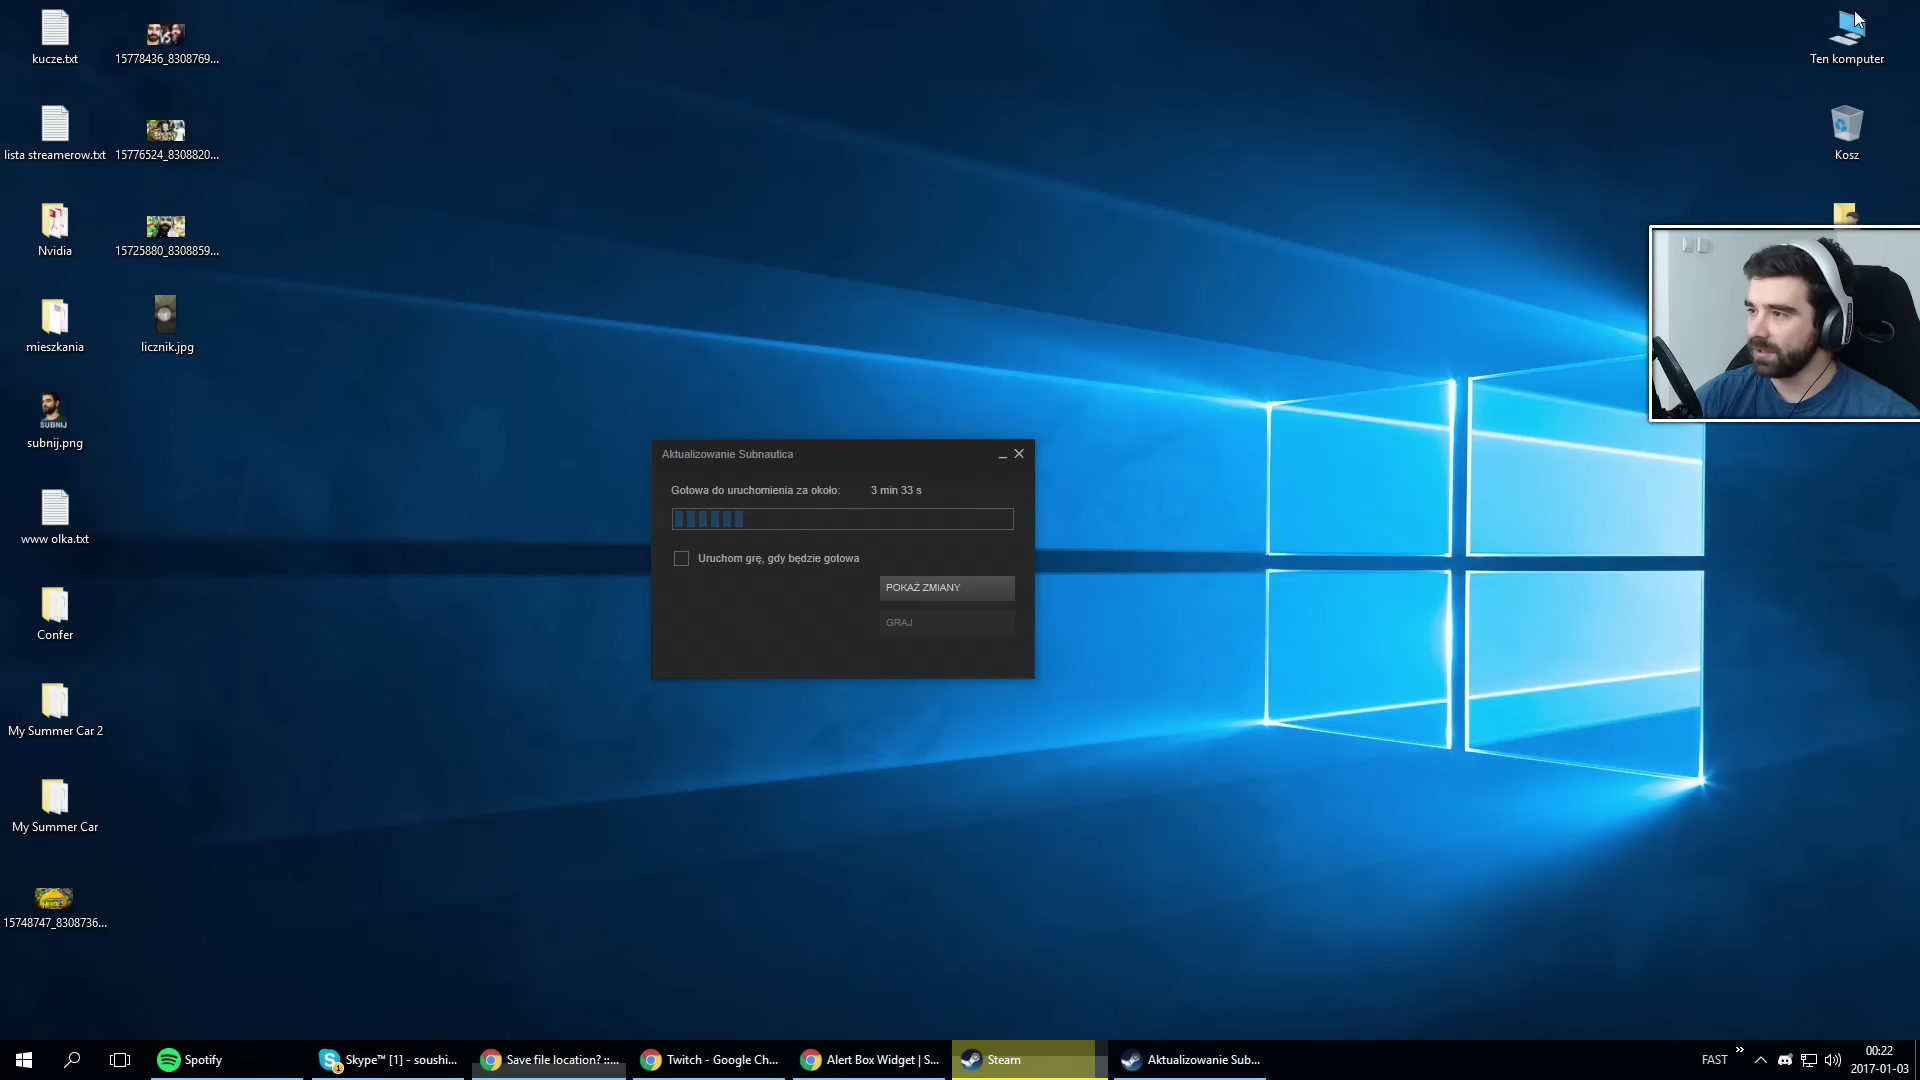 kucze.txt
15778436_8308769...
Ten komputer
lista streamerow.txt
15776524_8308820...
Kosz
Nvidia
15725880_8308859...
mieszkania
licznik.jpg
SUBNIJ
subnij.png
Aktualizowanie Subnautica
Gotowa do uruchomienia za około: 3 min 33 s
Uruchom grę, gdy będzie gotowa
POKAŻ ZMIANY
GRAJ
www olka.txt
Confer
My Summer Car 2
My Summer Car
15748747_8308736...
Spotify
Skype™ [1] - soushi...
Save file location? ::...
Twitch - Google Ch...
Alert Box Widget | S...
Steam
Aktualizowanie Sub...
FAST
00:22
2017-01-03